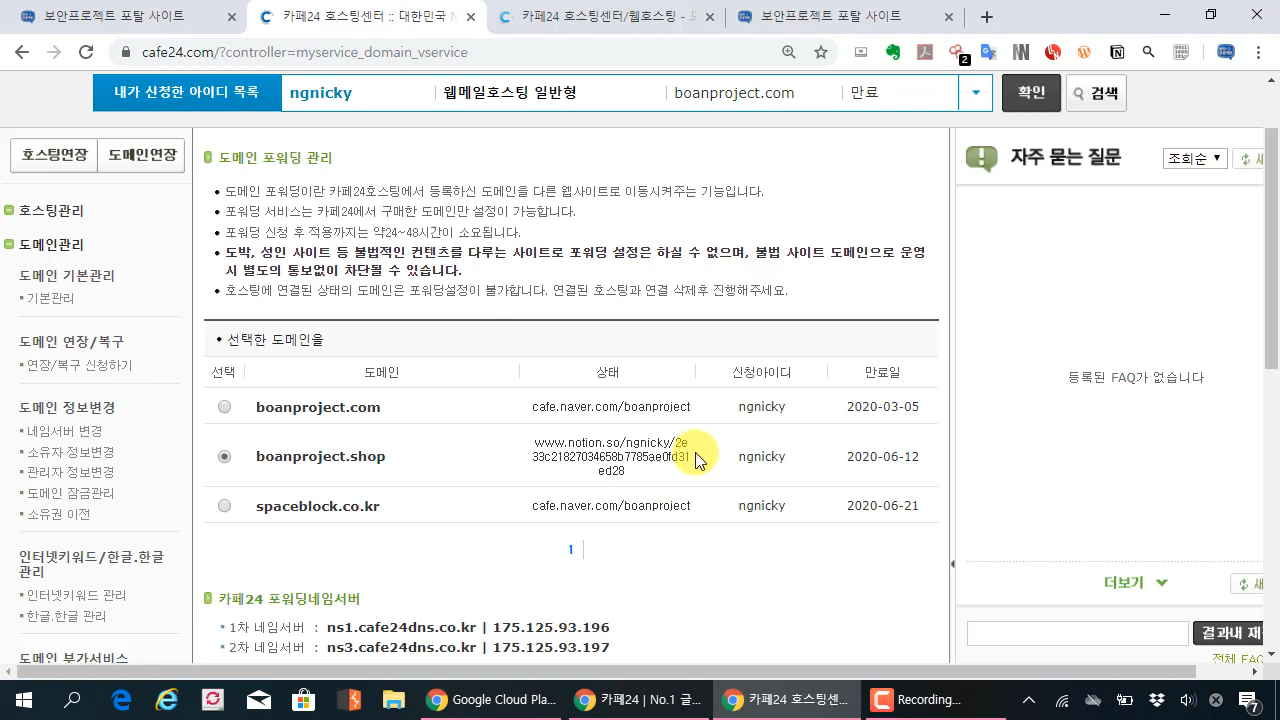 보안프로젝트 포탈 사이트
카페24 호스팅센터 :: 대한민국 N
카페24 호스팅센터/웹호스팅 - 도
보안프로젝트 포탈 사이트
cafe24.com/?controller=myservice_domain_vservice
2
내가 신청한 아이디 목록
ngnicky
웹메일호스팅 일반형
boanproject.com
만료
확인
검색
호스팅연장
도메인연장
호스팅관리
도메인관리
도메인 기본관리
기본관리
도메인 연장/복구
연장/복구 신청하기
도메인 정보변경
네임서버 변경
소유자 정보변경
관리자 정보변경
도메인 잠금관리
소유권 이전
인터넷키워드/한글.한글
관리
인터넷키워드 관리
한글.한글 관리
도메인 부가서비스
도메인 포워딩 관리
도메인 포워딩이란 카페24호스팅에서 등록하신 도메인을 다른 웹사이트로 이동시켜주는 기능입니다.
포워딩 서비스는 카페24에서 구매한 도메인만 설정이 가능합니다.
포워딩 신청 후 적용까지는 약24~48시간이 소요됩니다.
도박, 성인 사이트 등 불법적인 컨텐츠를 다루는 사이트로 포워딩 설정은 하실 수 없으며, 불법 사이트 도메인으로 운영
시 별도의 통보없이 차단될 수 있습니다.
호스팅에 연결된 상태의 도메인은 포워딩설정이 불가합니다. 연결된 호스팅과 연결 삭제후 진행해주세요.
선택한 도메인을
선택 도메인 상태 신청아이디 만료일
boanproject.com cafe.naver.com/boanproject ngnicky 2020-03-05
www.notion.so/ngnicky/2e
boanproject.shop 33c21827034658b7785ae0fd31 ngnicky 2020-06-12
ed28
spaceblock.co.kr cafe.naver.com/boanproject ngnicky 2020-06-21
1
카페24 포워딩네임서버
1차 네임서버 : ns1.cafe24dns.co.kr | 175.125.93.196
2차 네임서버 : ns3.cafe24dns.co.kr | 175.125.93.197
자주 묻는 질문
조회순
새
등록된 FAQ가 없습니다
더보기
새
결과내 재
전체 FAQ
Google Cloud Pla...
카페24 | No.1 글...
카페24 호스팅센...
Recording...
7